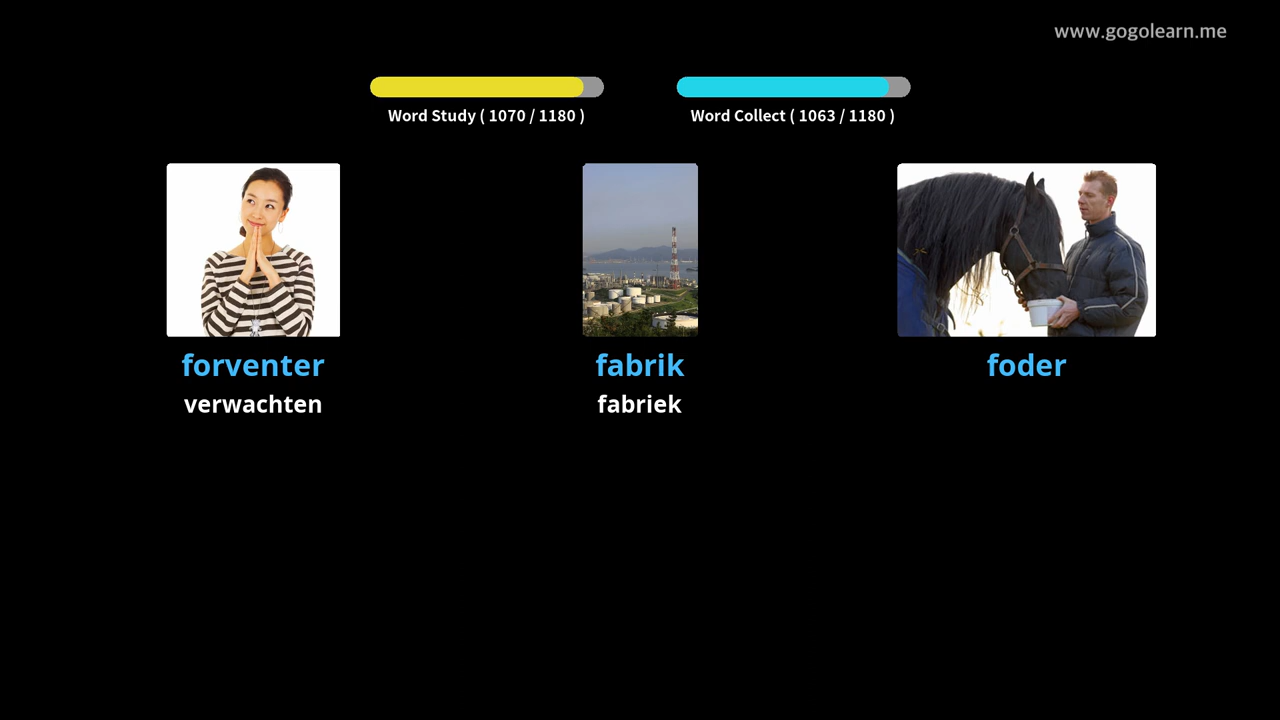 www.gogolearn.me
Word Study ( 1070 / 1180 )
Word Collect ( 1063 / 1180 )
forventer
fabrik
foder
verwachten
fabriek